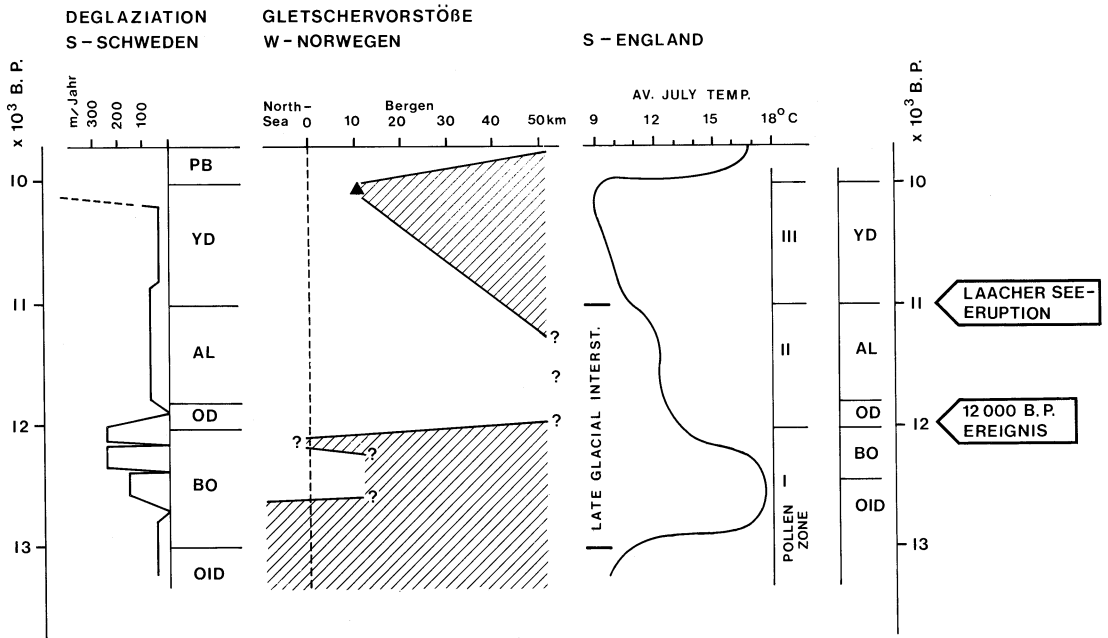 DEGLAZIATION
S – SCHWEDEN
GLETSCHERVORSTÖßE
W – NORWEGEN
S – ENGLAND
x 10³ B. P.
m/Jahr
300
200
100
North –
Sea
Bergen
0
10
20
30
40
50 km
AV. JULY TEMP.
9
12
15
18° C
x 10³ B. P.
10
11
12
13
PB
YD
AL
OD
BO
OID
?
?
?
?
?
?
LATE GLACIAL INTERST.
III
II
I
POLLEN
ZONE
YD
AL
OD
BO
OID
10
11
12
13
LAACHER SEE –
ERUPTION
12 000 B. P.
EREIGNIS